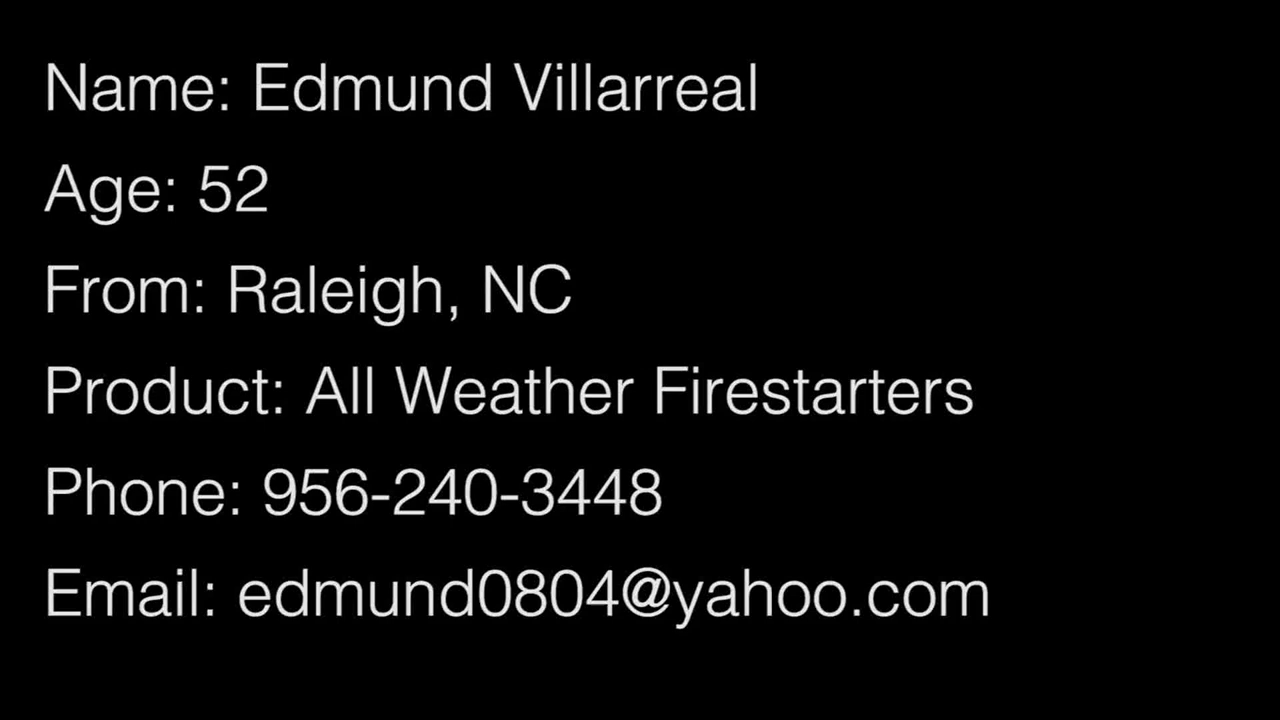 Name: Edmund Villarreal
Age: 52
From: Raleigh, NC
Product: All Weather Firestarters
Phone: 956-240-3448
Email: edmund0804@yahoo.com